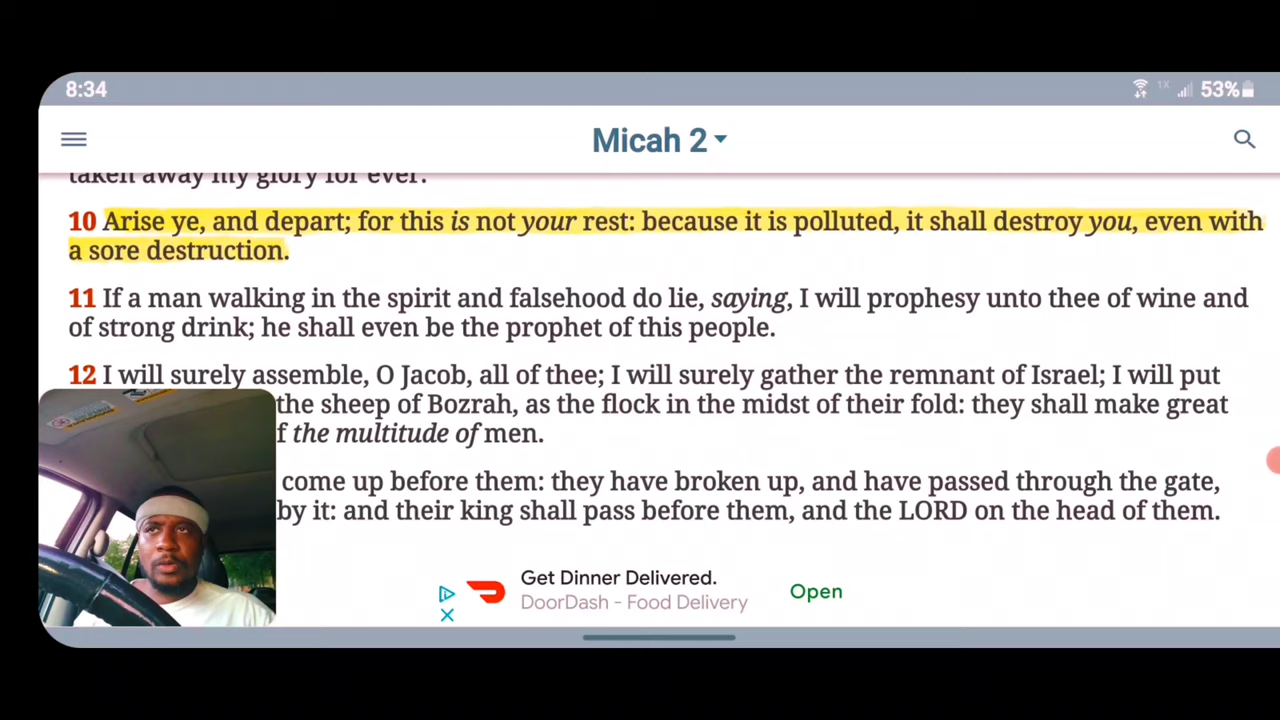 8:34
1X
53%
Micah 2
taken away my glory for ever.
10 Arise ye, and depart; for this is not your rest: because it is polluted, it shall destroy you, even with
a sore destruction.
11 If a man walking in the spirit and falsehood do lie, saying, I will prophesy unto thee of wine and
of strong drink; he shall even be the prophet of this people.
12 I will surely assemble, O Jacob, all of thee; I will surely gather the remnant of Israel; I will put
the sheep of Bozrah, as the flock in the midst of their fold: they shall make great
f the multitude of men.
come up before them: they have broken up, and have passed through the gate,
by it: and their king shall pass before them, and the LORD on the head of them.
Get Dinner Delivered.
DoorDash - Food Delivery
Open